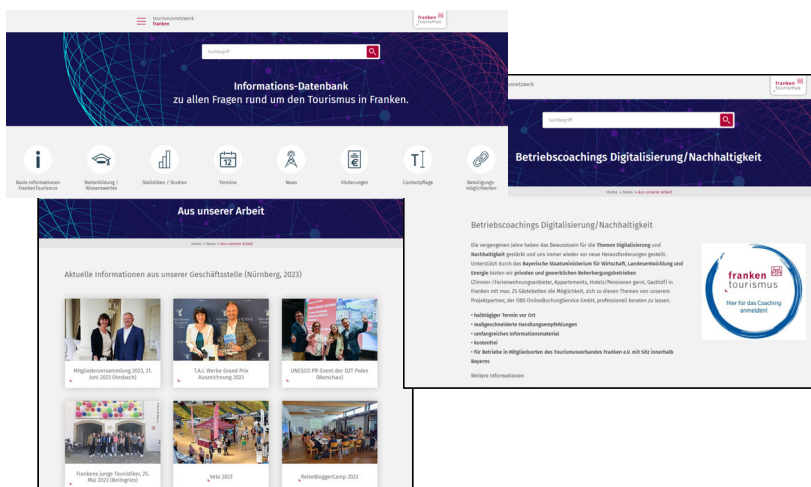 tourismusnetzwerk
franken
franken
tourismus
Suchbegriff
Informations-Datenbank
zu allen Fragen rund um den Tourismus in Franken.
i
12
€
T
Basis-Informationen
FrankenTourismus
Weiterbildung /
Wissenswertes
Statistiken / Studien
Termine
News
Förderungen
Contentpflege
Beteiligungs-
möglichkeiten
Aus unserer Arbeit
Home » News » Aus unserer Arbeit
Aktuelle Informationen aus unserer Geschäftsstelle (Nürnberg, 2023)
Mitgliederversammlung 2023, 21.
Juni 2023 (Ansbach)
T.A.I. Werbe Grand Prix
Auszeichnung 2023
UNESCO PR-Event der DZT Polen
(Warschau)
Frankens junge Touristiker, 25.
Mai 2023 (Beilngries)
Velo 2023
ReiseBloggerCamp 2023
franken
tourismus
Suchbegriff
Betriebscoachings Digitalisierung/Nachhaltigkeit
Home » News » Aus unserer Arbeit
Betriebscoachings Digitalisierung/Nachhaltigkeit
Die vergangenen Jahre haben das Bewusstsein für die Themen Digitalisierung und
Nachhaltigkeit gestärkt und uns immer wieder vor neue Herausforderungen gestellt.
Unterstützt durch das Bayerische Staatsministerium für Wirtschaft, Landesentwicklung und
Energie bieten wir privaten und gewerblichen Beherbergungsbetrieben
(Zimmer-/Ferienwohnungsanbieter, Appartements, Hotels/Pensionen garni, Gasthöf) in
Franken mit max. 25 Gästebetten die Möglichkeit, sich zu diesen Themen von unserem
Projektpartner, der OBS OnlineBuchungService GmbH, professionell beraten zu lassen.
• halbtägiger Termin vor Ort
• maßgeschneiderte Handlungsempfehlungen
• umfangreiches Informationsmaterial
• kostenfrei
• für Betriebe in Mitgliedsorten des Tourismusverbandes Franken e.V. mit Sitz innerhalb
Bayerns
Weitere Informationen:
franken
tourismus
Hier für das Coaching
anmelden!